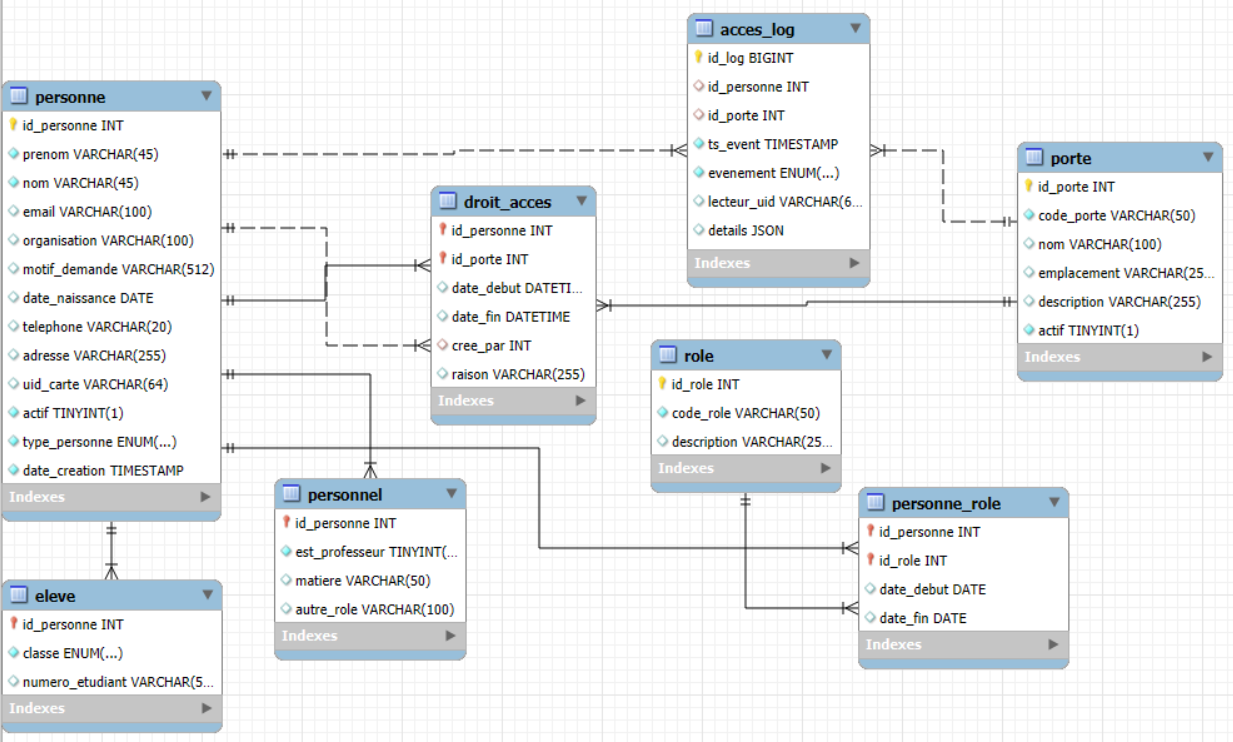 personne
id_personne INT
prenom VARCHAR(45)
nom VARCHAR(45)
email VARCHAR(100)
organisation VARCHAR(100)
motif_demande VARCHAR(512)
date_naissance DATE
telephone VARCHAR(20)
adresse VARCHAR(255)
uid_carte VARCHAR(64)
actif TINYINT(1)
type_personne ENUM(...)
date_creation TIMESTAMP
Indexes
eleve
id_personne INT
classe ENUM(...)
numero_etudiant VARCHAR(5...
Indexes
droit_acces
id_personne INT
id_porte INT
date_debut DATETI...
date_fin DATETIME
cree_par INT
raison VARCHAR(255)
Indexes
personnel
id_personne INT
est_professeur TINYINT(...
matiere VARCHAR(50)
autre_role VARCHAR(100)
Indexes
acces_log
id_log BIGINT
id_personne INT
id_porte INT
ts_event TIMESTAMP
evenement ENUM(...)
lecteur_uid VARCHAR(6...
details JSON
Indexes
role
id_role INT
code_role VARCHAR(50)
description VARCHAR(25...
Indexes
porte
id_porte INT
code_porte VARCHAR(50)
nom VARCHAR(100)
emplacement VARCHAR(25...
description VARCHAR(255)
actif TINYINT(1)
Indexes
personne_role
id_personne INT
id_role INT
date_debut DATE
date_fin DATE
Indexes